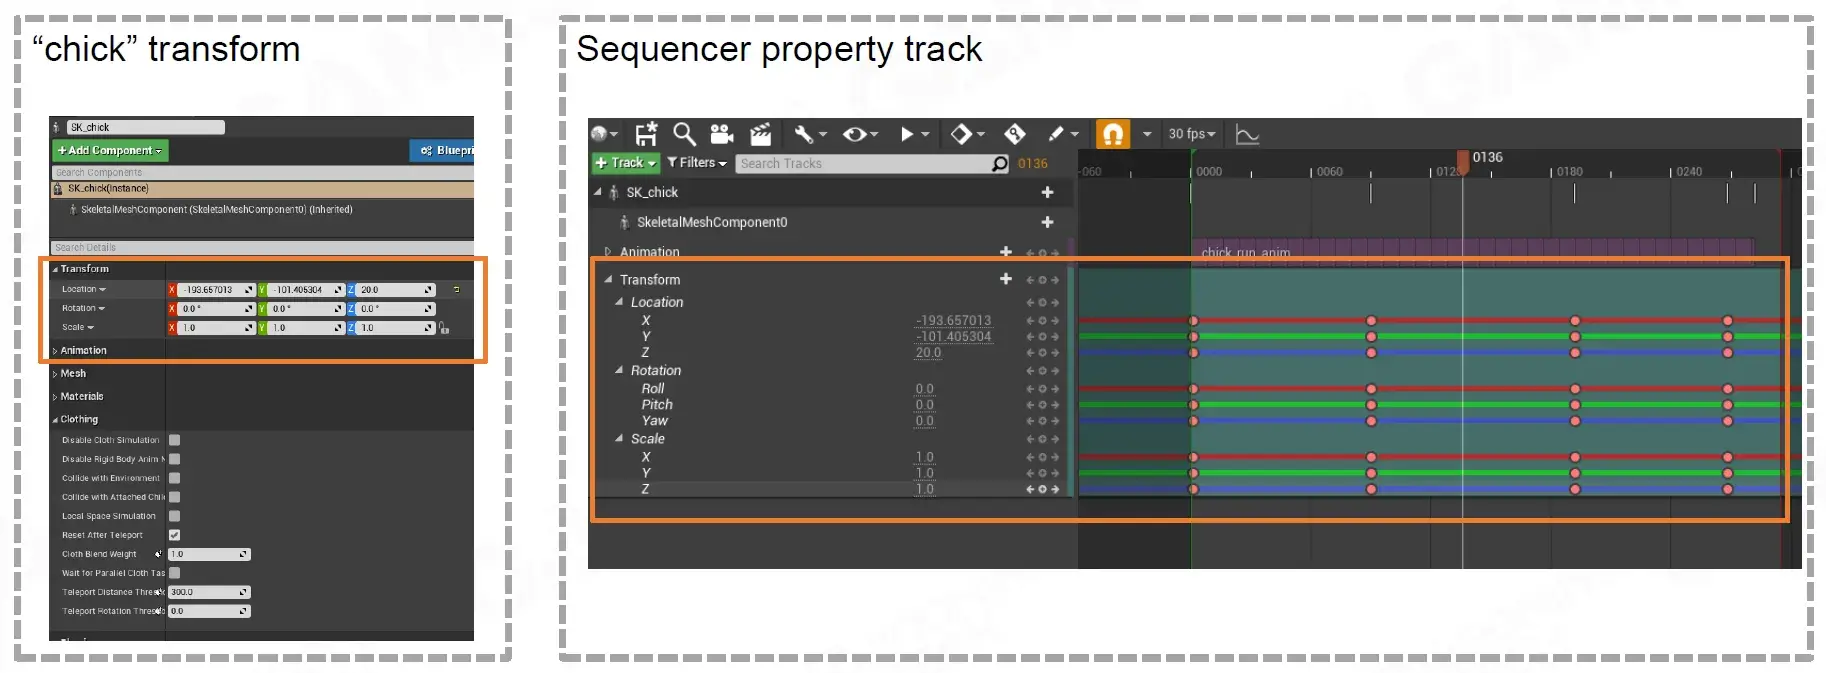 “chick” transform
SK_chick
+Add Component
Bluepri
Search Components
SK_chick(Instance)
SkeletalMeshComponent (SkeletalMeshComponent0) (Inherited)
Search Details
Transform
Location X -193.657013 Y -101.405304 Z 20.0
Rotation X 0.0 ° Y 0.0 ° Z 0.0 °
Scale X 1.0 Y 1.0 Z 1.0
Animation
Mesh
Materials
Clothing
Disable Cloth Simulation
Disable Rigid Body Anim N
Collide with Environment
Collide with Attached Chil
Local Space Simulation
Reset After Teleport
Cloth Blend Weight 1.0
Wait for Parallel Cloth Tas
Teleport Distance Thres 300.0
Teleport Rotation Thres 0.0
Sequencer property track
30 fps
+ Track Filters Search Tracks 0136
0136
-060 0000 0060 012 0180 0240
SK_chick
SkeletalMeshComponent0
Animation
chick_run_anim
Transform
Location
X -193.657013
Y -101.405304
Z 20.0
Rotation
Roll 0.0
Pitch 0.0
Yaw 0.0
Scale
X 1.0
Y 1.0
Z 1.0